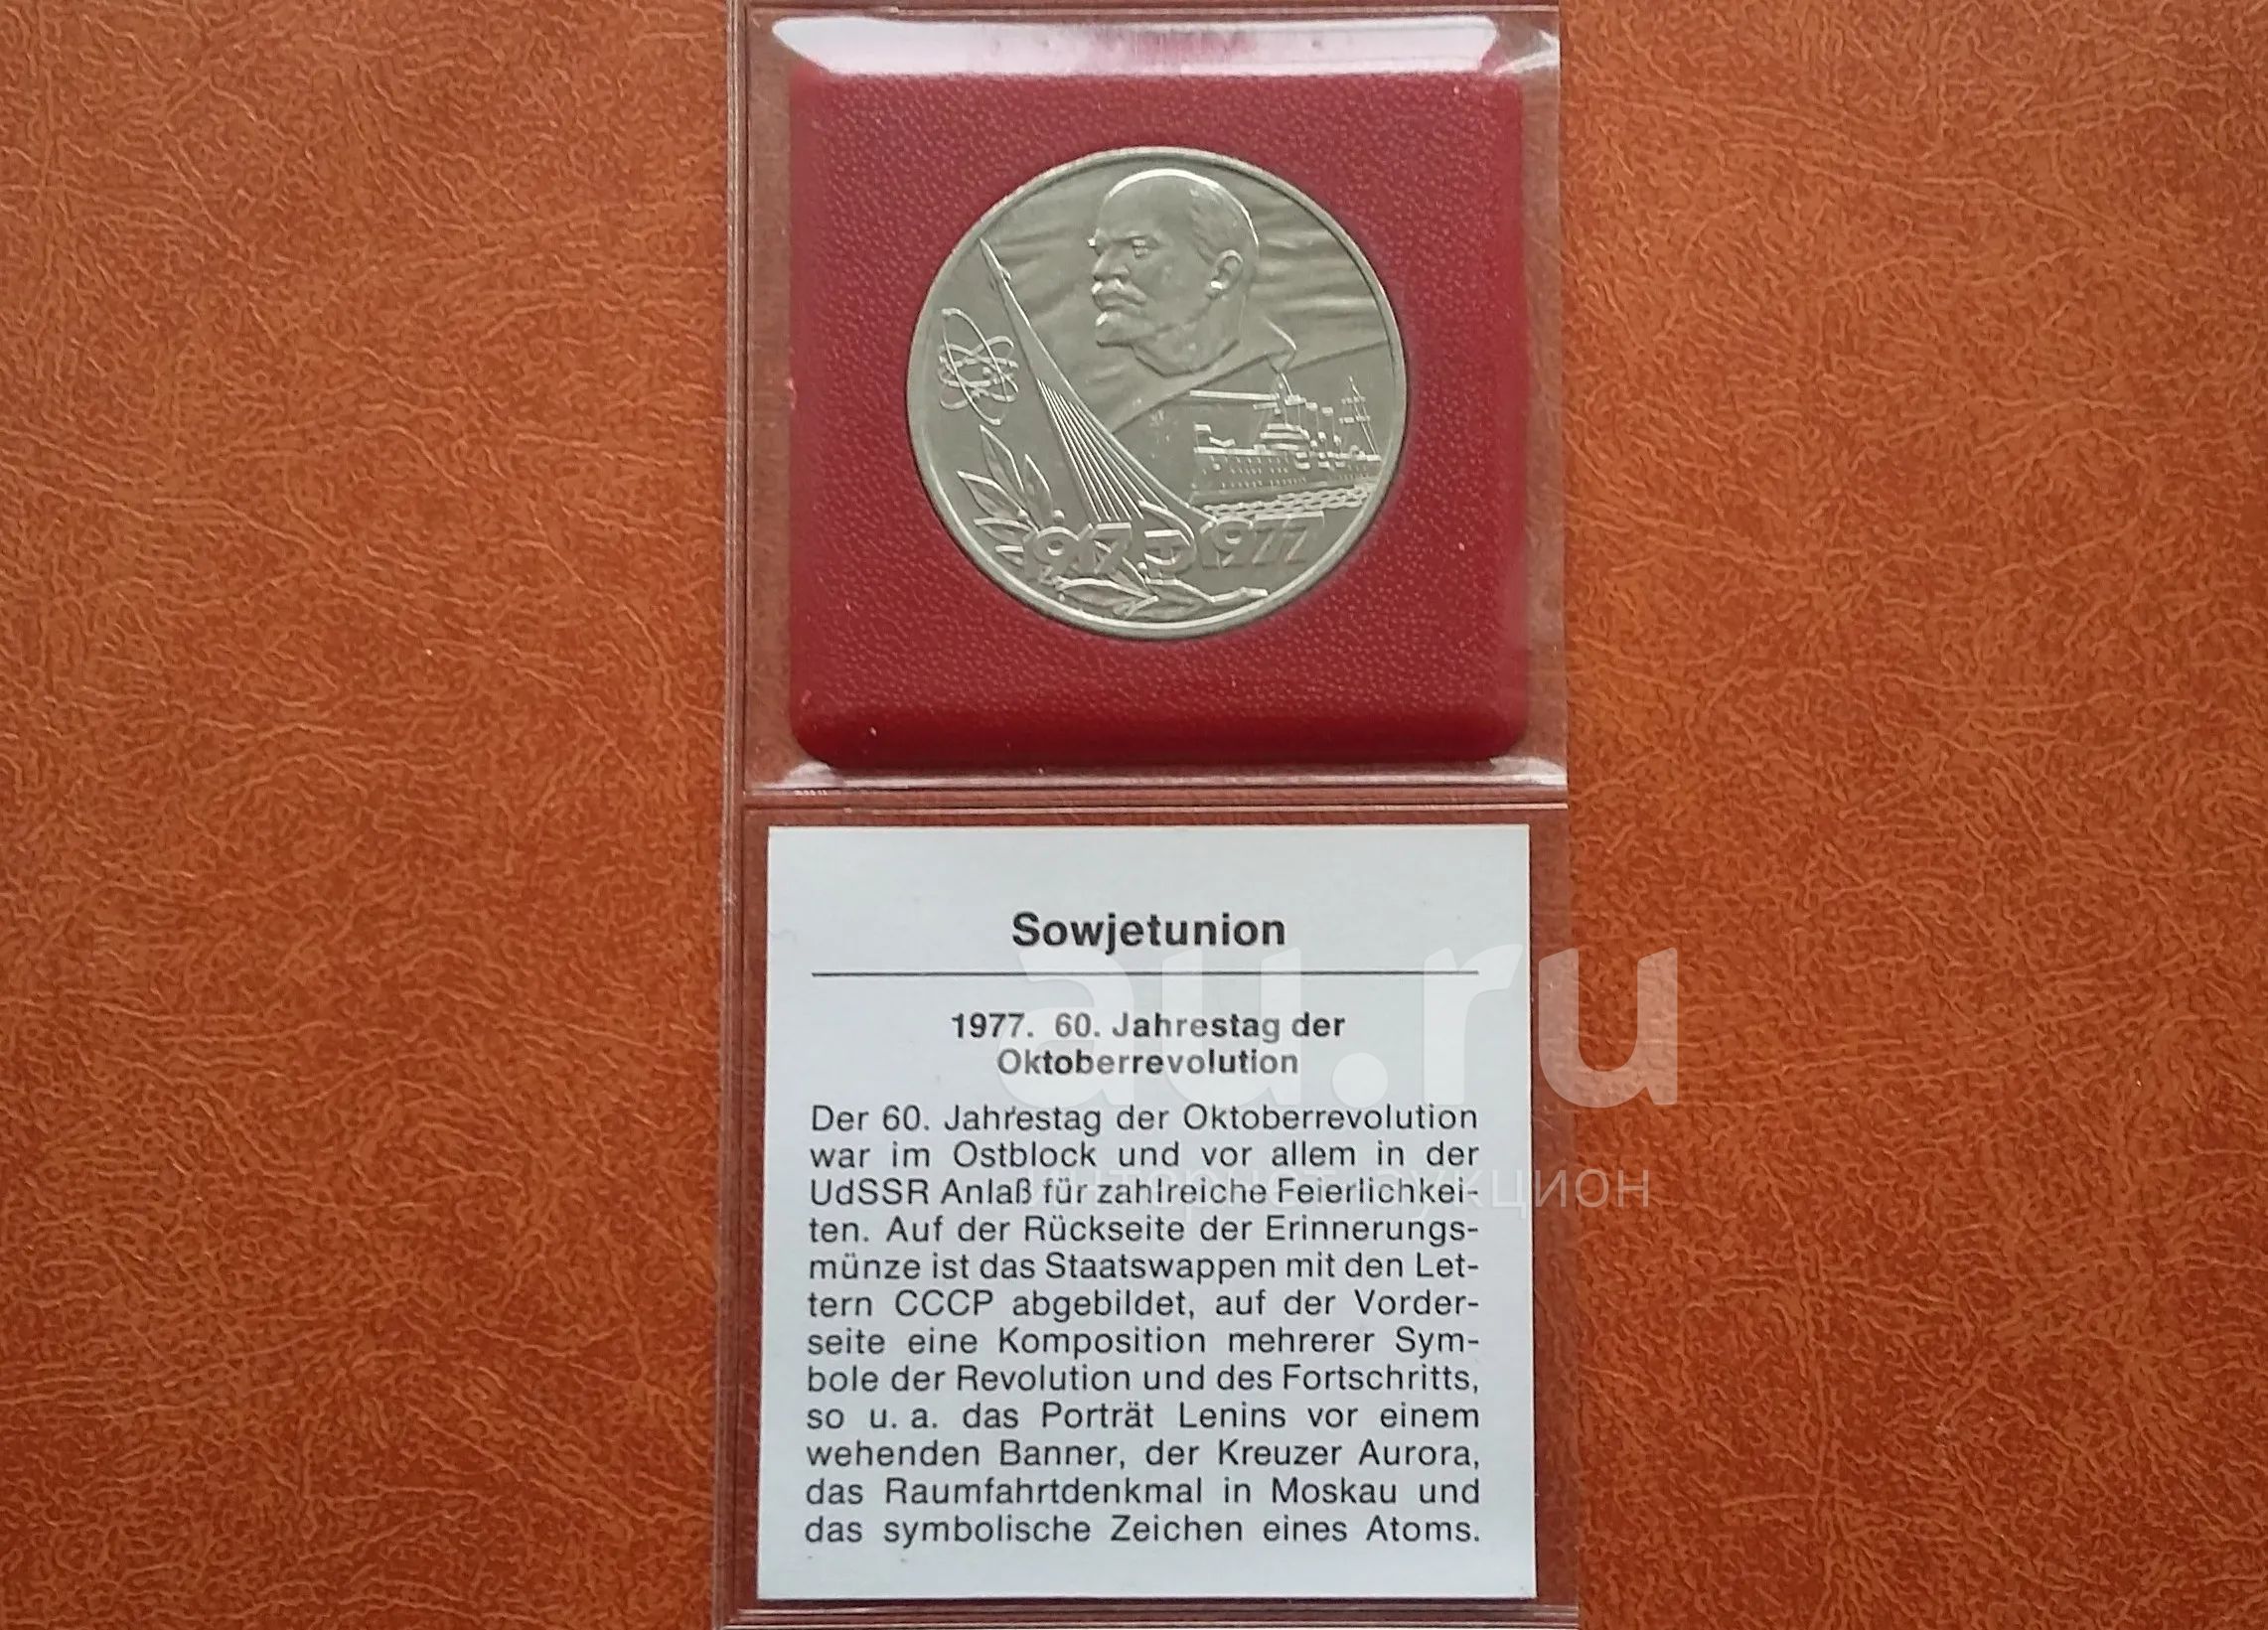 1917 1977
Sowjetunion
au.ru
1977. 60. Jahrestag der
Oktoberrevolution
Der 60. Jahrestag der Oktoberrevolution
war im Ostblock und vor allem in der
интернет-аукцион
UdSSR Anlaß für zahlreiche Feierlichkei-
ten. Auf der Rückseite der Erinnerungs-
münze ist das Staatswappen mit den Let-
tern CCCP abgebildet, auf der Vorder-
seite eine Komposition mehrerer Sym-
bole der Revolution und des Fortschritts,
so u. a. das Porträt Lenins vor einem
wehenden Banner, der Kreuzer Aurora,
das Raumfahrtdenkmal in Moskau und
das symbolische Zeichen eines Atoms.